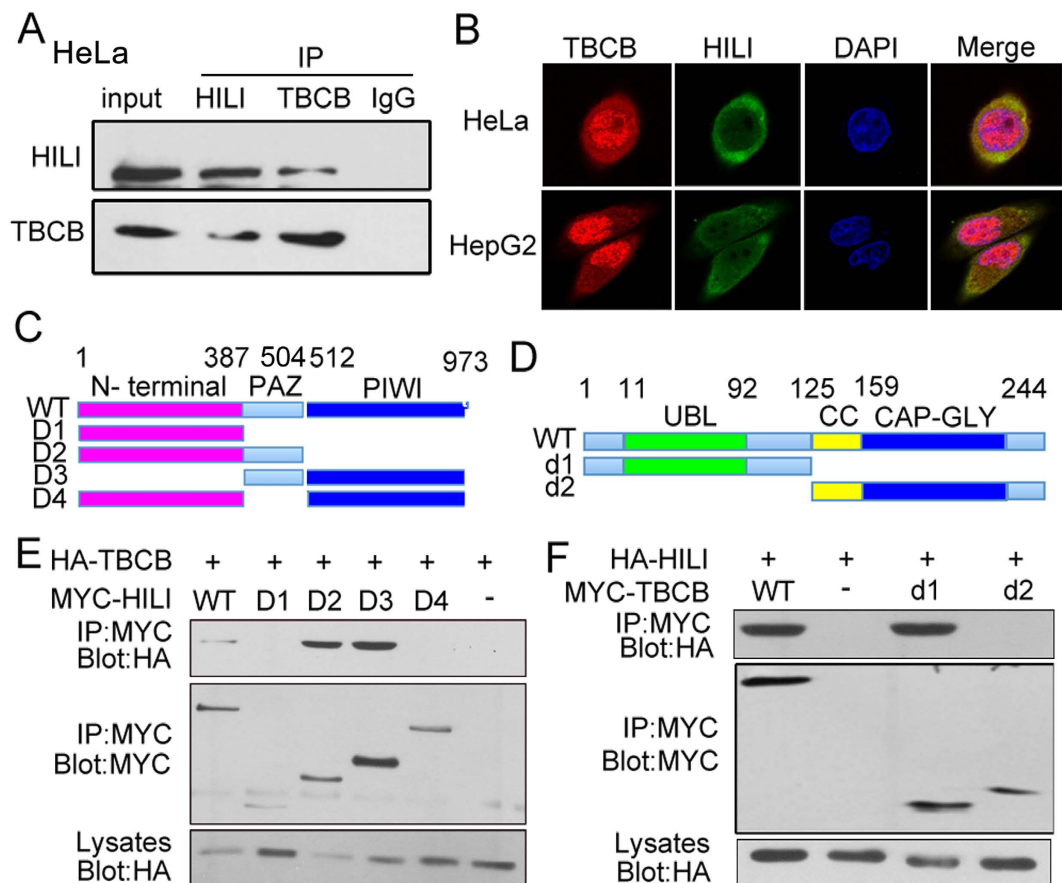 A
HeLa
IP
input HILI TBCB IgG
HILI
TBCB
B
TBCB HILI DAPI Merge
HeLa
HepG2
C
1 387 504 512 973
N- terminal PAZ PIWI
WT
D1
D2
D3
D4
D
1 11 92 125 159 244
UBL CC CAP-GLY
WT
d1
d2
E
HA-TBCB + + + + + +
MYC-HILI WT D1 D2 D3 D4 -
IP:MYC
Blot:HA
IP:MYC
Blot:MYC
Lysates
Blot:HA
F
HA-HILI + + + +
MYC-TBCB WT - d1 d2
IP:MYC
Blot:HA
IP:MYC
Blot:MYC
Lysates
Blot:HA